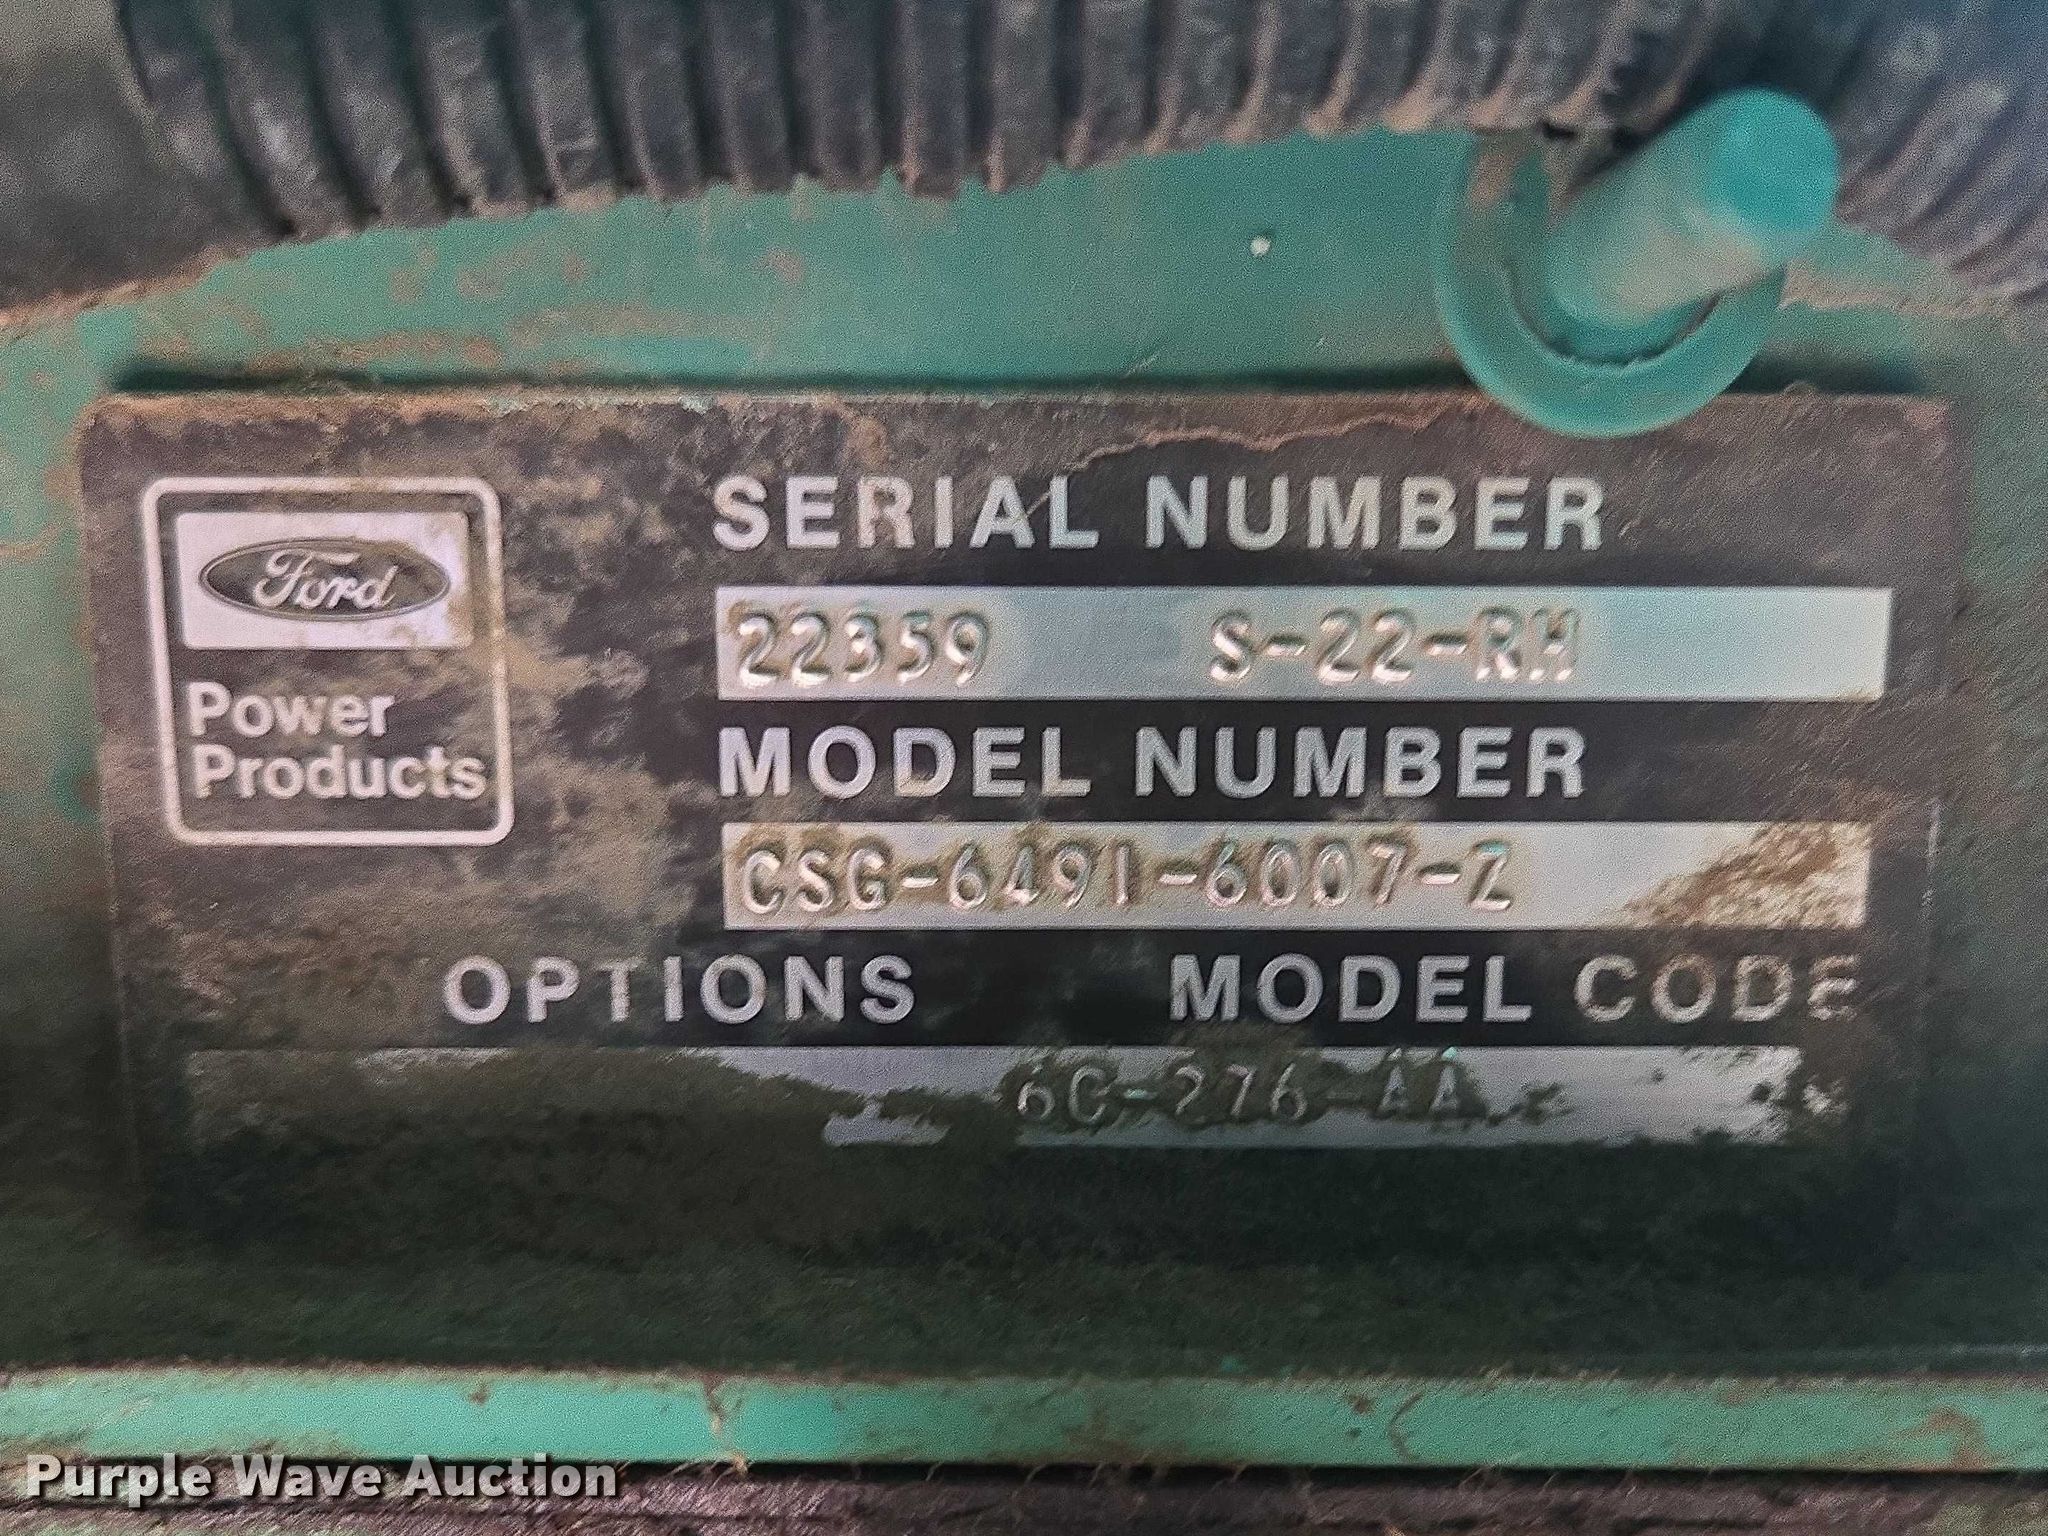 Ford
Power
Products
SERIAL NUMBER
22359 S-22-RH
MODEL NUMBER
CSG-6491-6007-Z
OPTIONS MODEL CODE
6C-276-AA
Purple Wave Auction